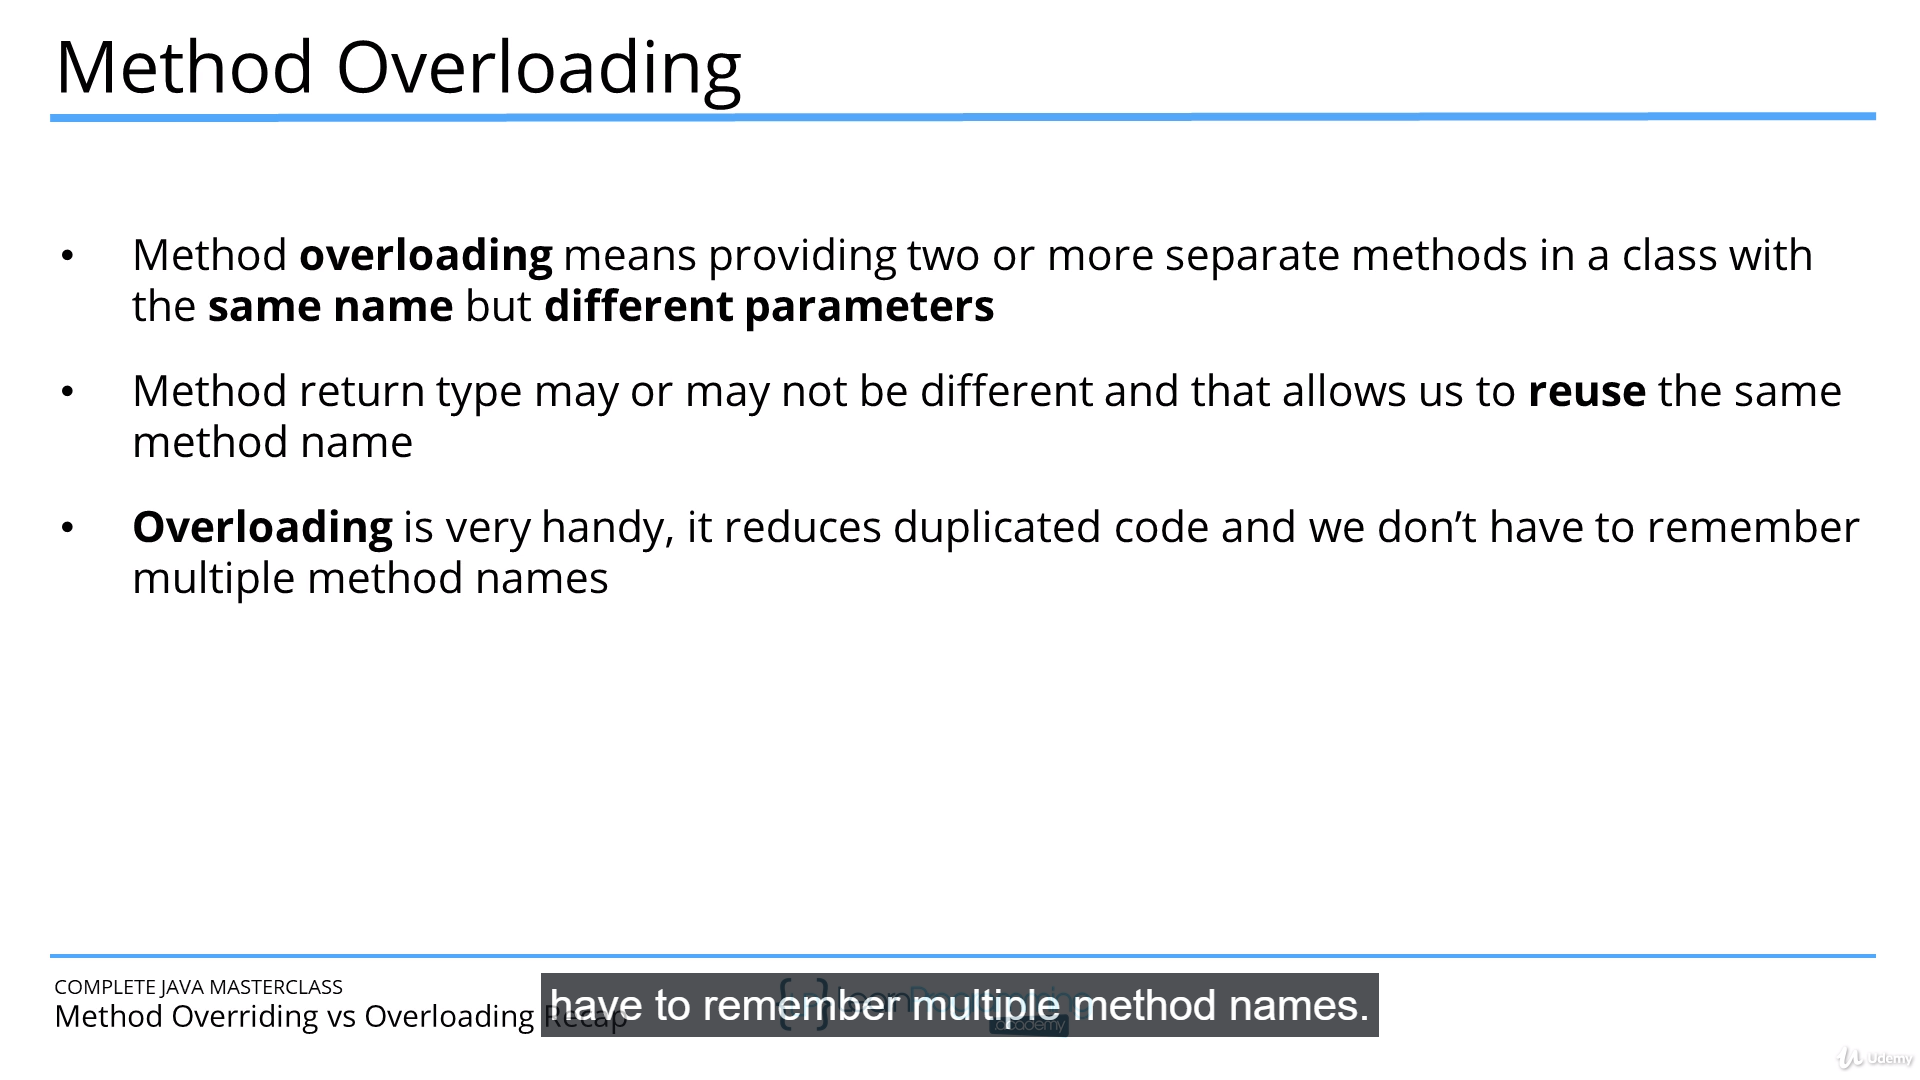 Method Overloading
• Method overloading means providing two or more separate methods in a class with
the same name but different parameters
• Method return type may or may not be different and that allows us to reuse the same
method name
• Overloading is very handy, it reduces duplicated code and we don’t have to remember
multiple method names
COMPLETE JAVA MASTERCLASS
Method Overriding vs Overloading Recap
have to remember multiple method names.
academy
Udemy